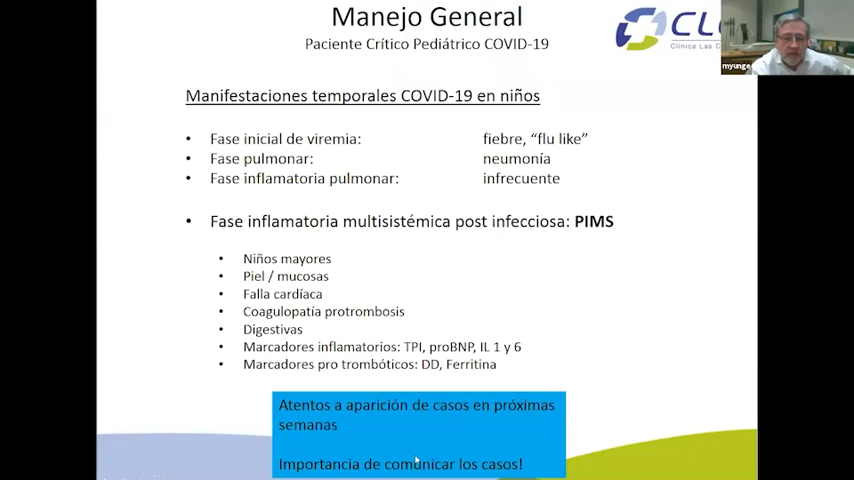 Manejo General
Paciente Crítico Pediátrico COVID-19
CL
Clínica Las C
myunge
Manifestaciones temporales COVID-19 en niños
• Fase inicial de viremia: fiebre, “flu like”
• Fase pulmonar: neumonía
• Fase inflamatoria pulmonar: infrecuente
• Fase inflamatoria multisistémica post infecciosa: PIMS
• Niños mayores
• Piel / mucosas
• Falla cardíaca
• Coagulopatía protrombosis
• Digestivas
• Marcadores inflamatorios: TPI, proBNP, IL 1 y 6
• Marcadores pro trombóticos: DD, Ferritina
Atentos a aparición de casos en próximas
semanas
Importancia de comunicar los casos!